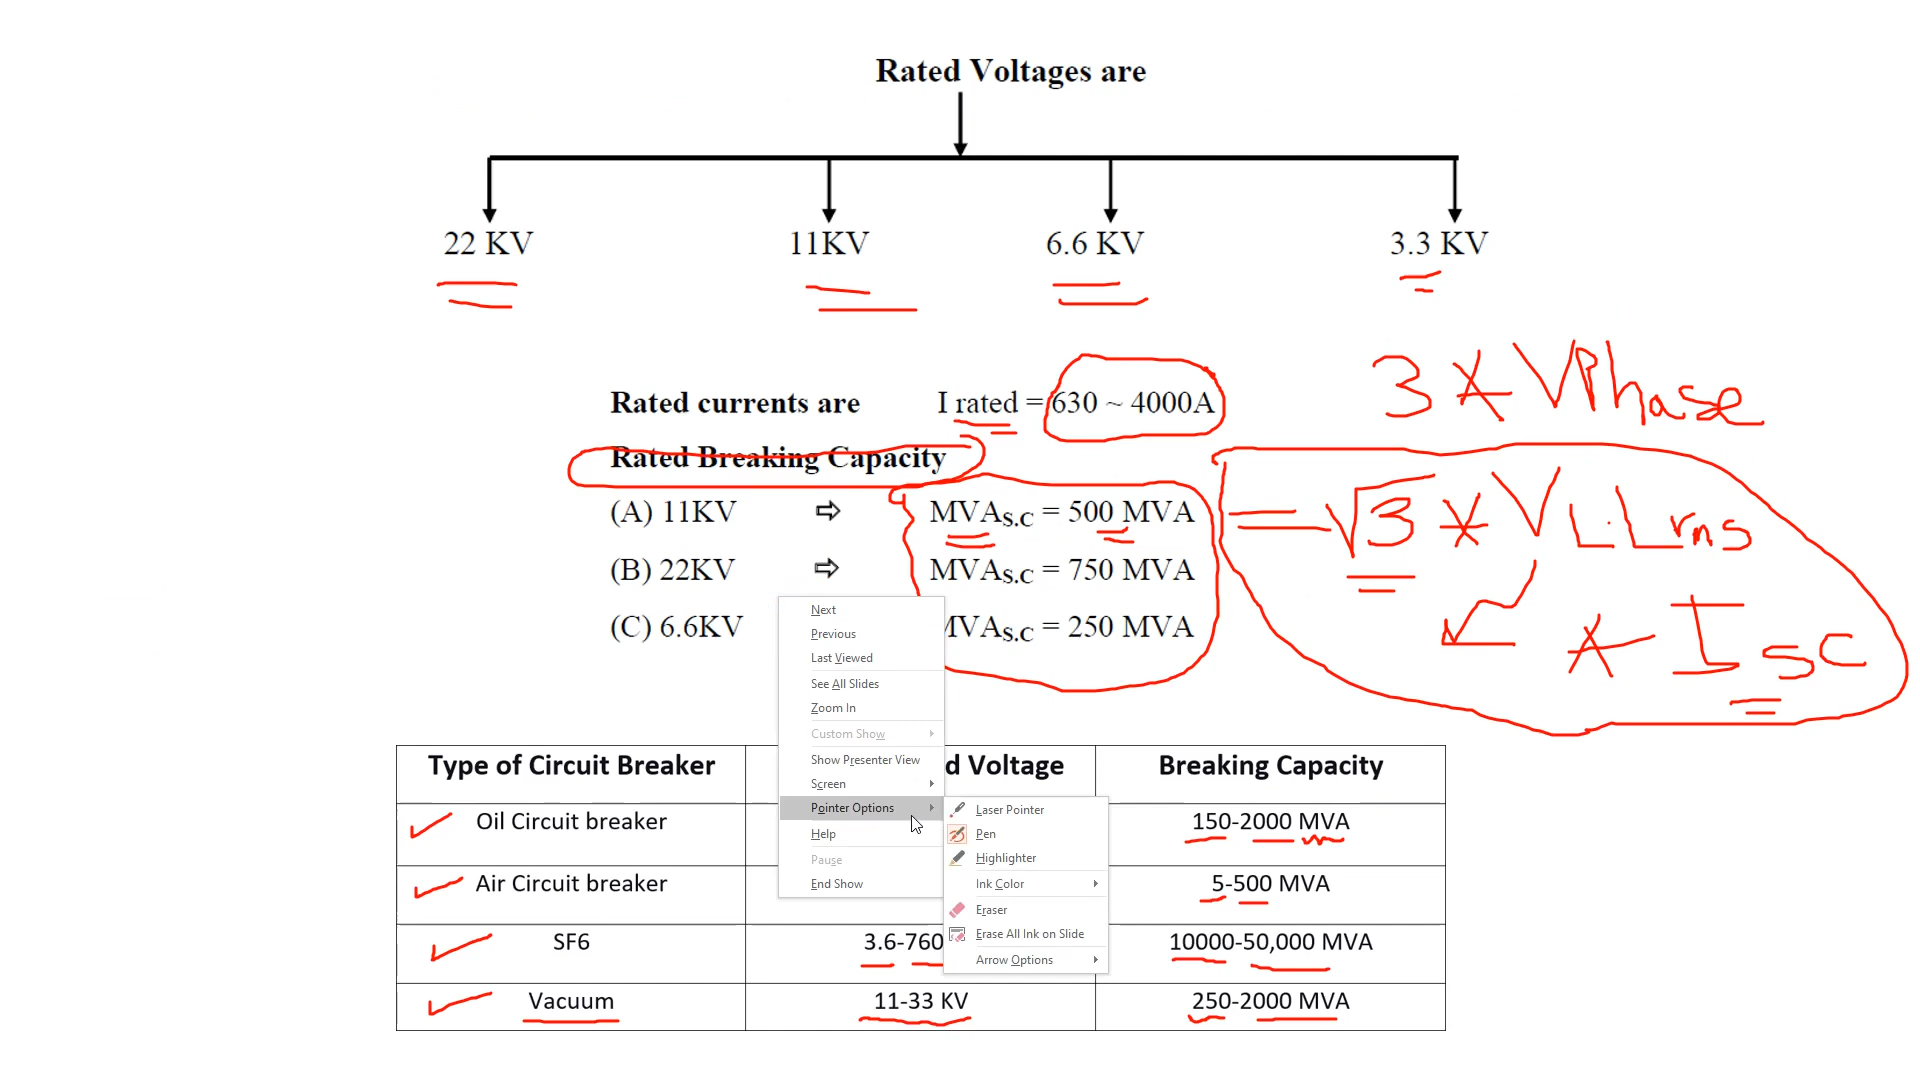 Rated Voltages are
22 KV 11KV 6.6 KV 3.3 KV
3 * VPhase
Rated currents are I rated = 630 ~ 4000A
Rated Breaking Capacity
(A) 11KV ⇨ MVAS.C = 500 MVA = √3 * VLLrms
(B) 22KV ⇨ MVAS.C = 750 MVA
(C) 6.6KV MVAS.C = 250 MVA * Isc
Next
Previous
Last Viewed
See All Slides
Zoom In
Custom Show
Show Presenter View
Screen
Pointer Options
Help
Pause
End Show
Laser Pointer
Pen
Highlighter
Ink Color
Eraser
Erase All Ink on Slide
Arrow Options
Type of Circuit Breaker Voltage Breaking Capacity
Oil Circuit breaker 150-2000 MVA
Air Circuit breaker 5-500 MVA
SF6 3.6-760 10000-50,000 MVA
Vacuum 11-33 KV 250-2000 MVA